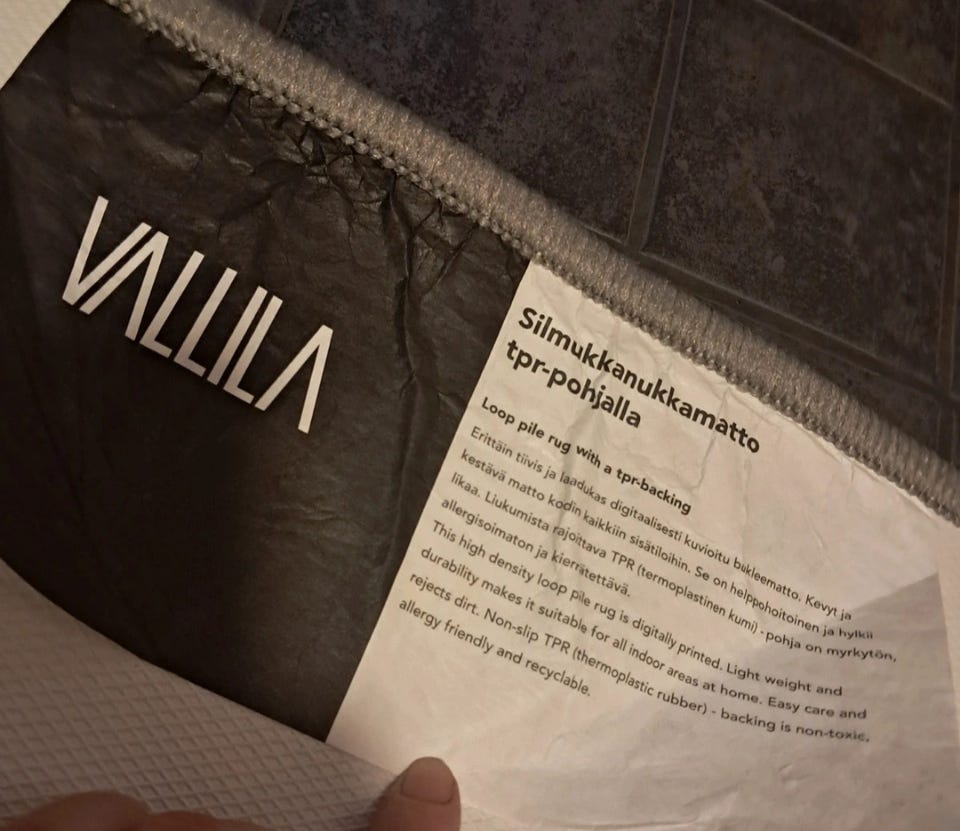 VALLILA
Silmukkanukkamatto
tpr-pohjalla
Loop pile rug with a tpr-backing
Erittäin tiivis ja laadukas digitaalisesti kuvioitu bukleematto. Kevyt ja
kestävä matto kodin kaikkiin sisätiloihin. Se on helppohoitoinen ja hylkii
likaa. Liukumista rajoittava TPR (termoplastinen kumi) - pohja on myrkytön,
allergisoimaton ja kierrätettävä.
This high density loop pile rug is digitally printed. Light weight and
durability makes it suitable for all indoor areas at home. Easy care and
rejects dirt. Non-slip TPR (thermoplastic rubber) - backing is non-toxic,
allergy friendly and recyclable.